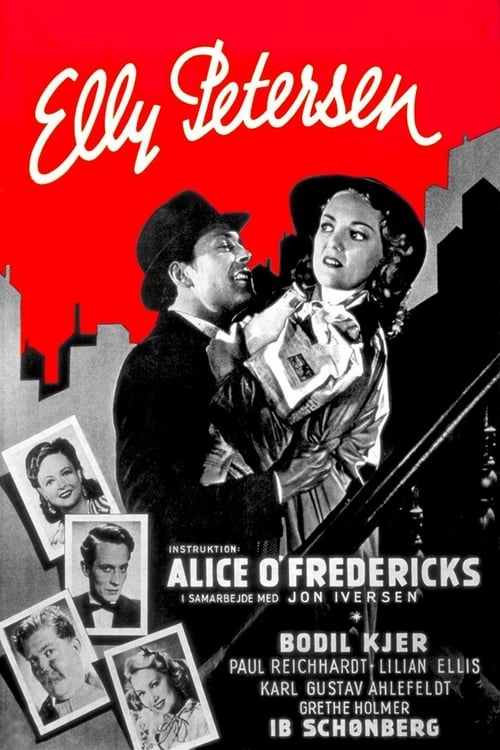 Elly Petersen
INSTRUKTION:
ALICE O'FREDERICKS
I SAMARBEJDE MED JON IVERSEN
*
BODIL KJER
PAUL REICHHARDT - LILIAN ELLIS
KARL GUSTAV AHLEFELDT
GRETHE HOLMER
IB SCHØNBERG